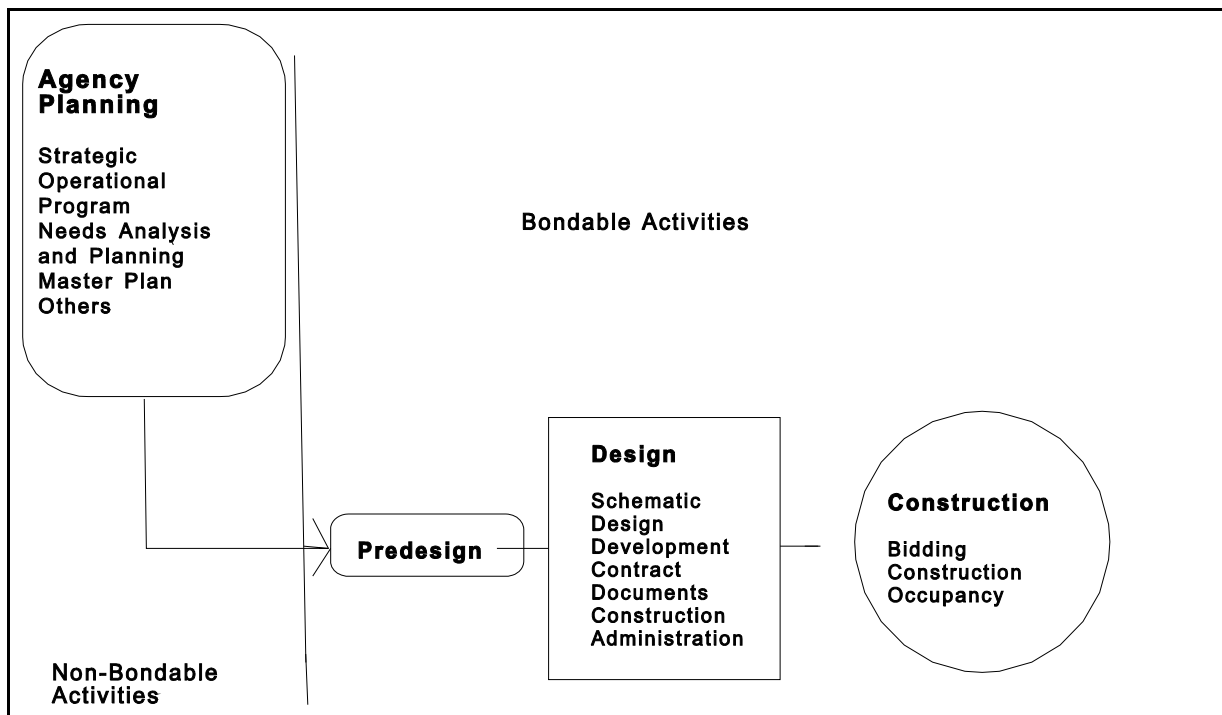 Agency
Planning
Strategic
Operational
Program
Needs Analysis
and Planning
Master Plan
Others
Bondable Activities
Predesign
Design
Schematic
Design
Development
Contract
Documents
Construction
Administration
Construction
Bidding
Construction
Occupancy
Non-Bondable
Activities